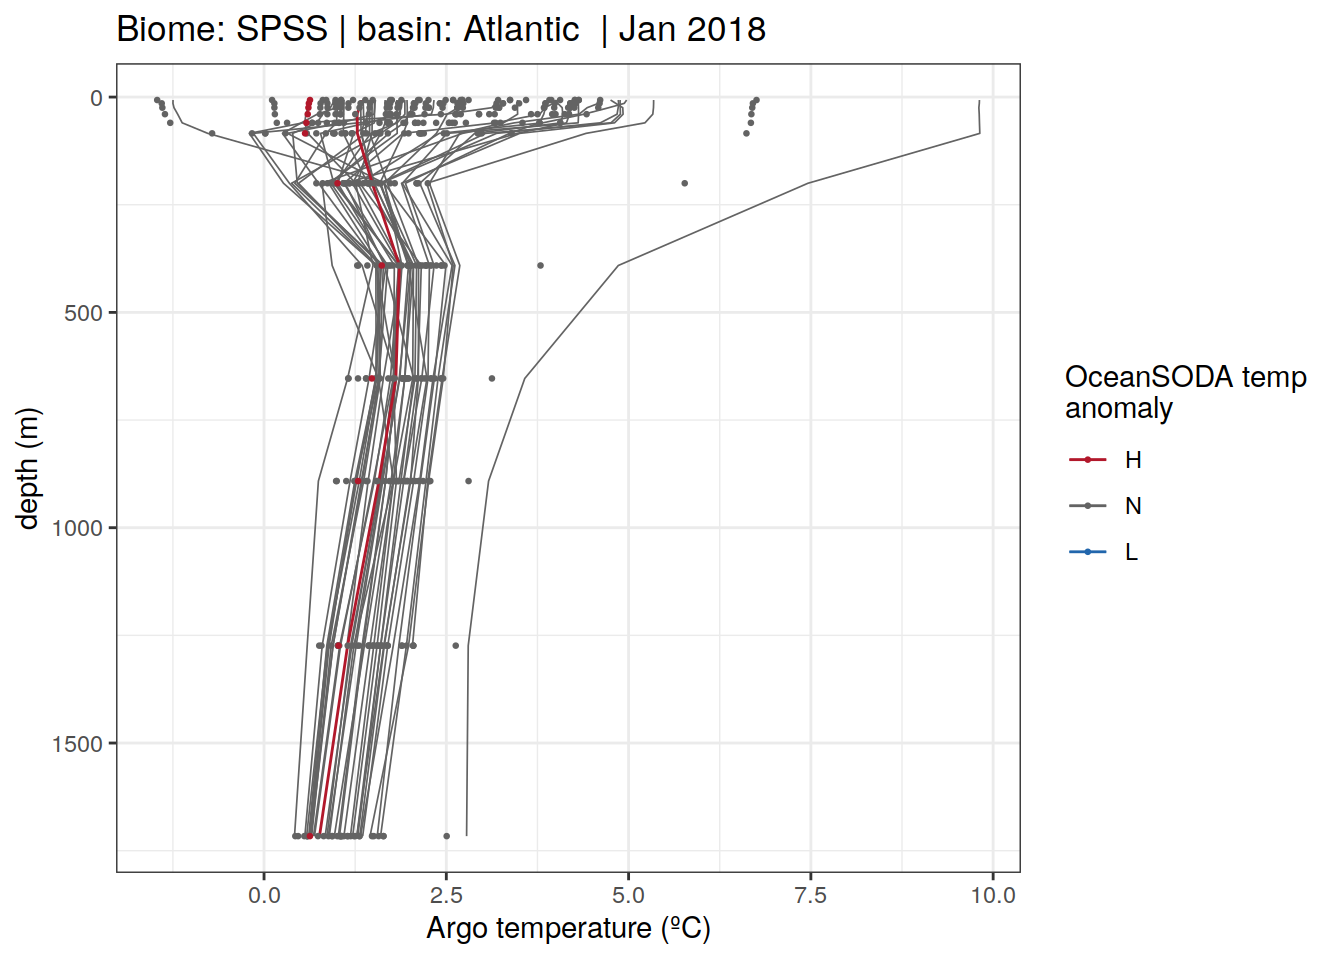 Biome: SPSS | basin: Atlantic  | Jan 2018
0
500
1000
1500
depth (m)
0.0
2.5
5.0
7.5
10.0
Argo temperature (ºC)
OceanSODA temp
anomaly
H
N
L